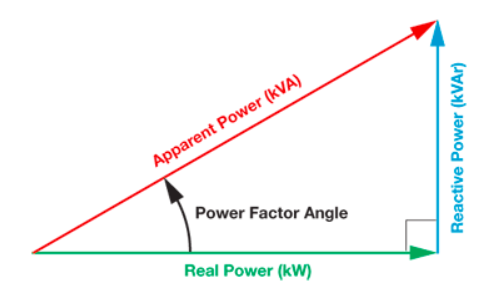 Apparent Power (kVA)
Reactive Power (kVAr)
Power Factor Angle
Real Power (kW)